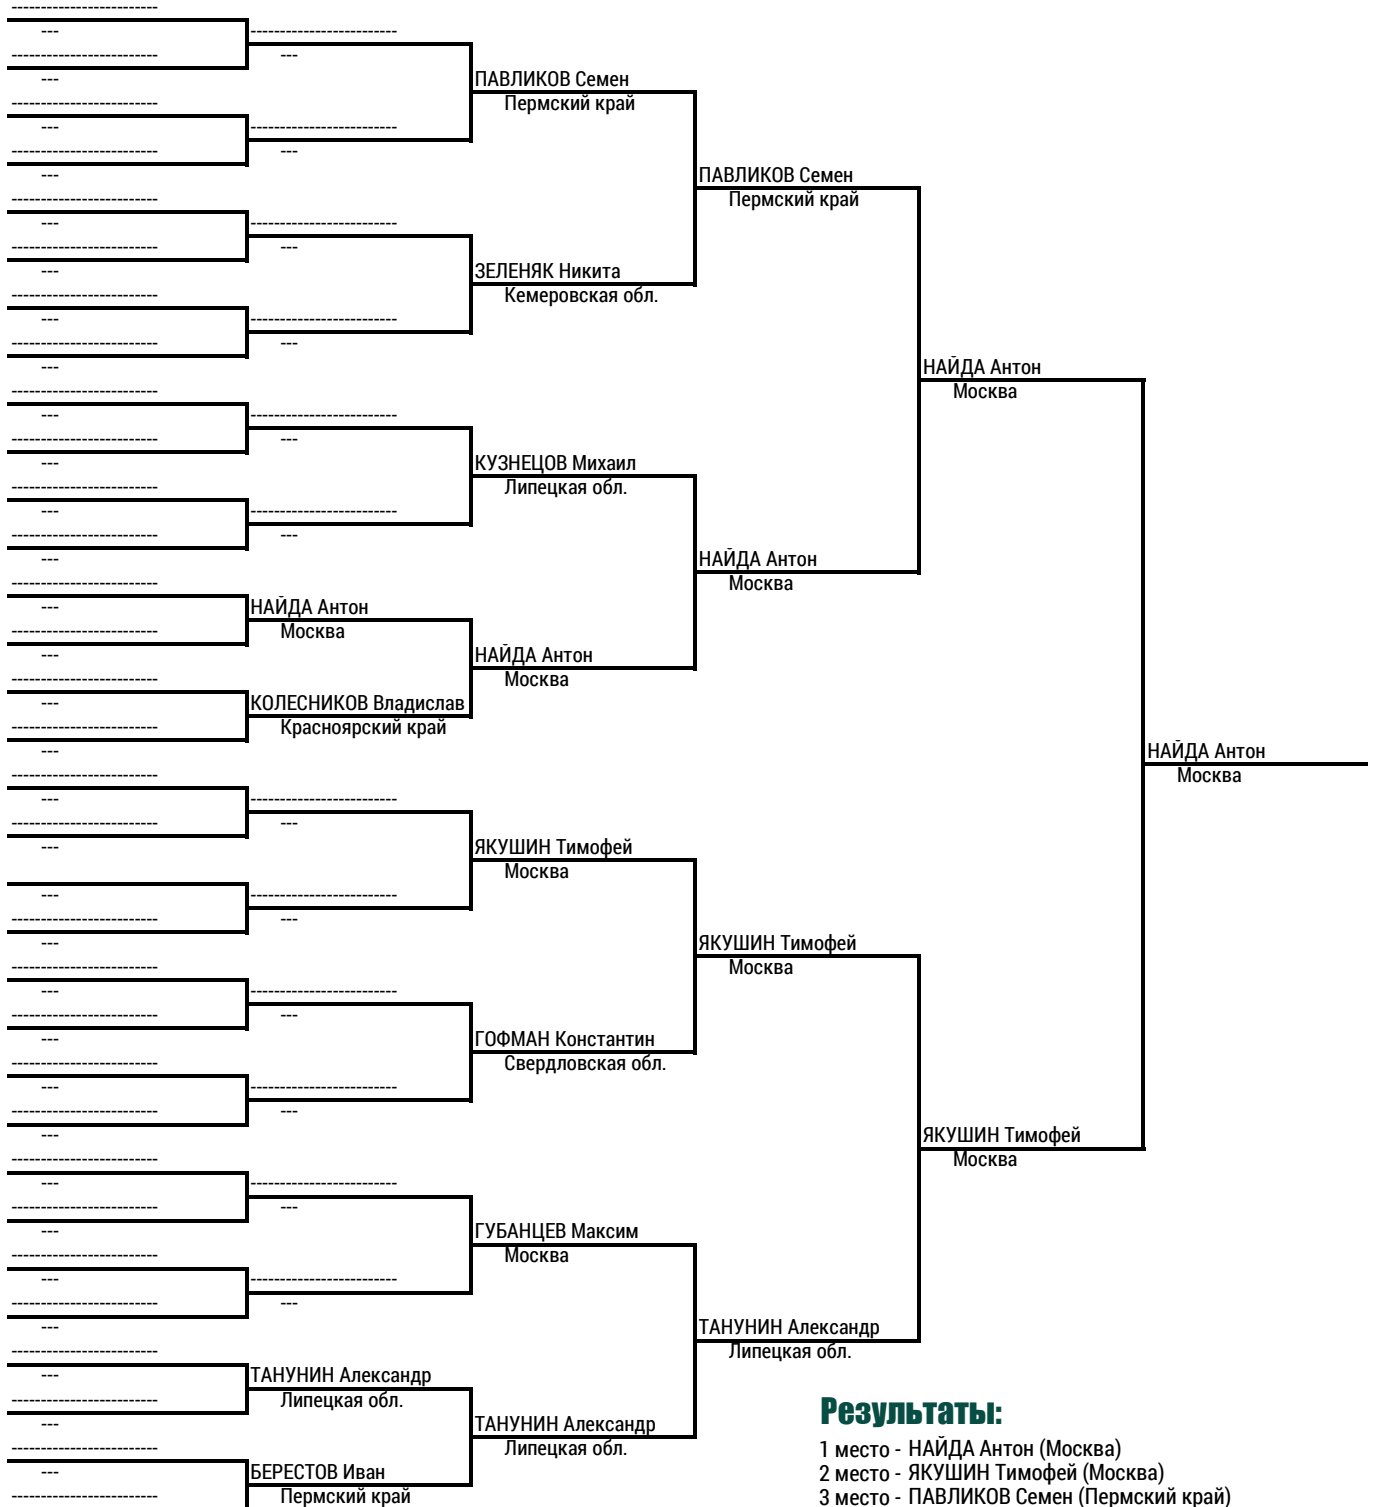 ------------------------
---
------------------------
---
------------------------
---
------------------------
---
------------------------
---
------------------------
---
------------------------
---
------------------------
---
------------------------
---
------------------------
---
------------------------
---
------------------------
---
------------------------
---
------------------------
---
------------------------
---
------------------------
---
------------------------
---
------------------------
---
---
------------------------
---
------------------------
---
------------------------
---
------------------------
---
------------------------
---
------------------------
---
------------------------
---
------------------------
---
------------------------
---
------------------------
---
------------------------
---
------------------------
---
------------------------
------------------------
---
------------------------
---
------------------------
---
------------------------
---
------------------------
---
------------------------
---
НАЙДА Антон
Москва
КОЛЕСНИКОВ Владислав
Красноярский край
------------------------
---
------------------------
---
------------------------
---
------------------------
---
------------------------
---
------------------------
---
ТАНУНИН Александр
Липецкая обл.
БЕРЕСТОВ Иван
Пермский край
ПАВЛИКОВ Семен
Пермский край
ЗЕЛЕНЯК Никита
Кемеровская обл.
КУЗНЕЦОВ Михаил
Липецкая обл.
НАЙДА Антон
Москва
ЯКУШИН Тимофей
Москва
ГОФМАН Константин
Свердловская обл.
ГУБАНЦЕВ Максим
Москва
ТАНУНИН Александр
Липецкая обл.
ПАВЛИКОВ Семен
Пермский край
НАЙДА Антон
Москва
ЯКУШИН Тимофей
Москва
ТАНУНИН Александр
Липецкая обл.
НАЙДА Антон
Москва
ЯКУШИН Тимофей
Москва
НАЙДА Антон
Москва
Результаты:
1 место - НАЙДА Антон (Москва)
2 место - ЯКУШИН Тимофей (Москва)
3 место - ПАВЛИКОВ Семен (Пермский край)